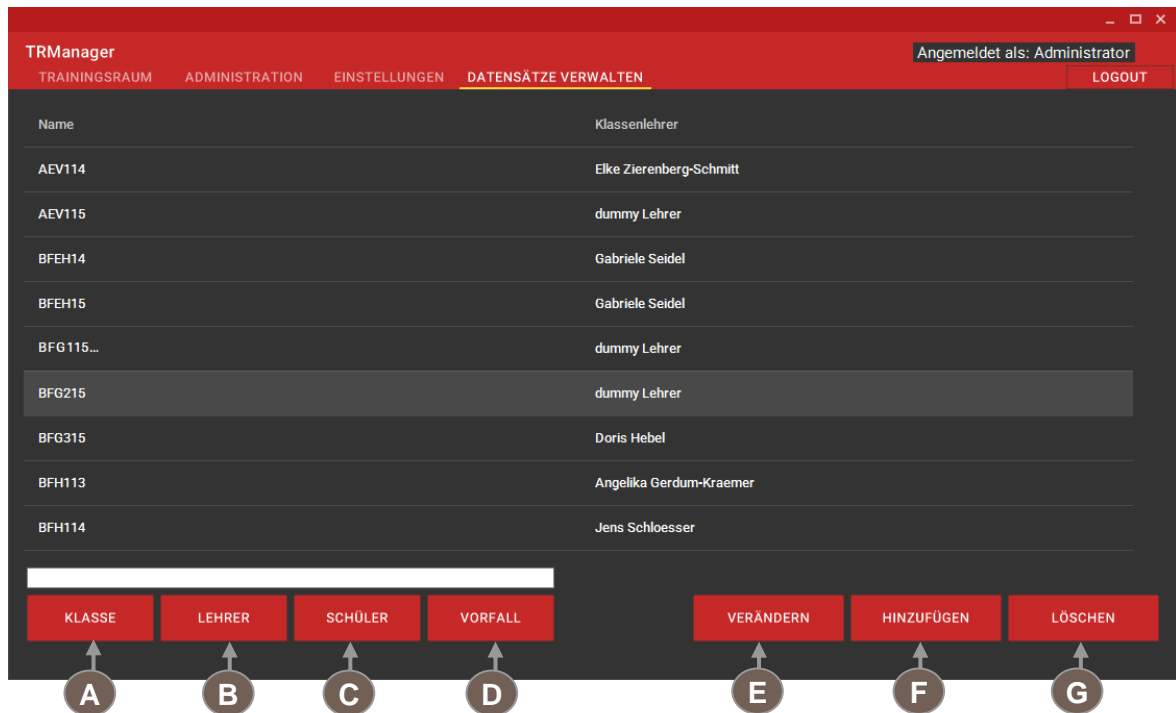 TRManager
Angemeldet als: Administrator
TRAININGSRAUM ADMINISTRATION EINSTELLUNGEN DATENSÄTZE VERWALTEN LOGOUT
Name Klassenlehrer
AEV114 Elke Zierenberg-Schmitt
AEV115 dummy Lehrer
BFEH14 Gabriele Seidel
BFEH15 Gabriele Seidel
BFG115... dummy Lehrer
BFG215 dummy Lehrer
BFG315 Doris Hebel
BFH113 Angelika Gerdum-Kraemer
BFH114 Jens Schloesser
KLASSE LEHRER SCHÜLER VORFALL VERÄNDERN HINZUFÜGEN LÖSCHEN
A B C D E F G